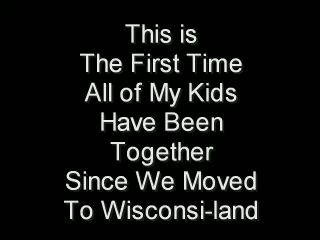 This is
The First Time
All of My Kids
Have Been
Together
Since We Moved
To Wisconsi-land